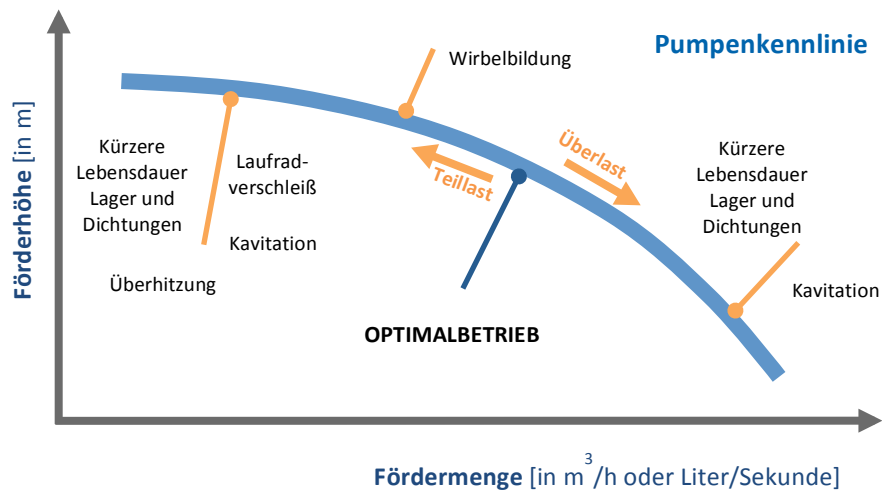 Pumpenkennlinie
Förderhöhe [in m]
Wirbelbildung
Kürzere
Lebensdauer
Lager und
Dichtungen
Laufrad-
verschleiß
Kavitation
Überhitzung
Teillast
Überlast
OPTIMALBETRIEB
Kürzere
Lebensdauer
Lager und
Dichtungen
Kavitation
Fördermenge [in m³/h oder Liter/Sekunde]